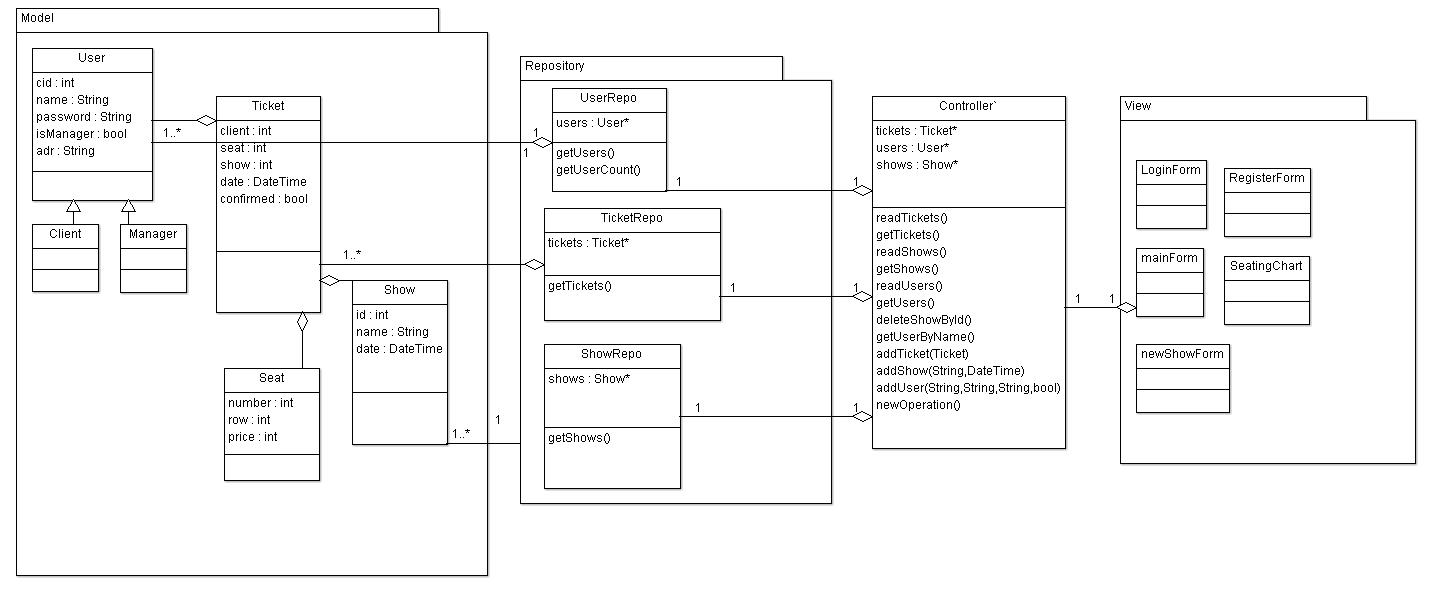 Model
User
cid : int
name : String
password : String
isManager : bool
adr : String
1..*
Client
Manager
Ticket
client : int
seat : int
show : int
date : DateTime
confirmed : bool
1..*
Show
id : int
name : String
date : DateTime
1..*
1
Seat
number : int
row : int
price : int
Repository
UserRepo
users : User*
getUsers()
getUserCount()
1
1
1
1
TicketRepo
tickets : Ticket*
getTickets()
1
1
ShowRepo
shows : Show*
getShows()
1
1
Controller`
tickets : Ticket*
users : User*
shows : Show*
readTickets()
getTickets()
readShows()
getShows()
readUsers()
getUsers()
deleteShowById()
getUserByName()
addTicket(Ticket)
addShow(String,DateTime)
addUser(String,String,String,bool)
newOperation()
1
1
View
LoginForm
RegisterForm
mainForm
SeatingChart
newShowForm